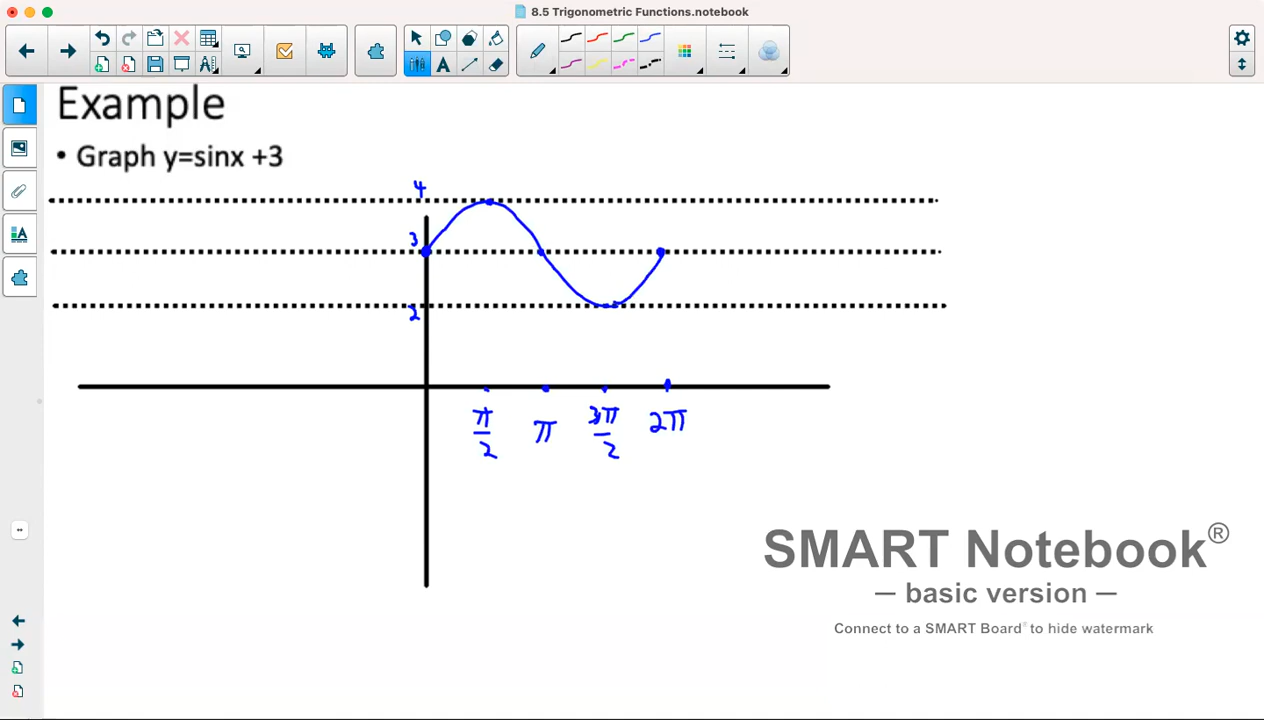 8.5 Trigonometric Functions.notebook
A
A
Example
• Graph y=sinx +3
4
3
2
π/2 π 3π/2 2π
SMART Notebook®
— basic version —
Connect to a SMART Board® to hide watermark